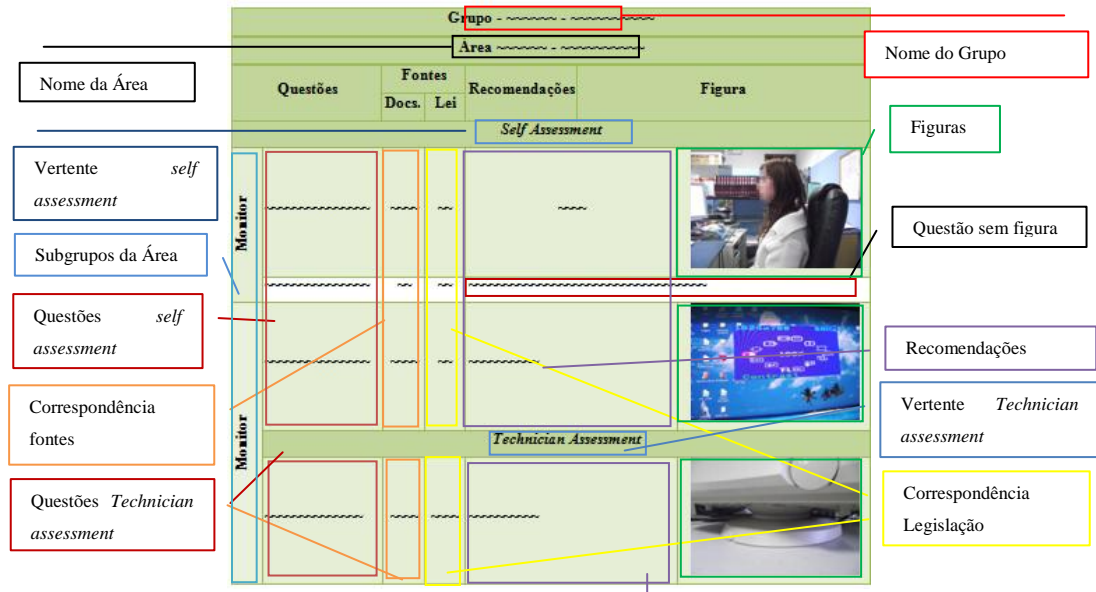 Grupo - ~~~~~~ - ~~~~~~~~~~
Área ~~~~~~ - ~~~~~~~~~~
Nome da Área
Nome do Grupo
Questões
Fontes
Docs. Lei
Recomendações
Figura
Self Assessment
Figuras
Vertente self
assessment
Monitor
Questão sem figura
Subgrupos da Área
Questões self
assessment
Recomendações
Correspondência
fontes
Monitor
Vertente Technician
assessment
Technician Assessment
Questões Technician
assessment
Correspondência
Legislação